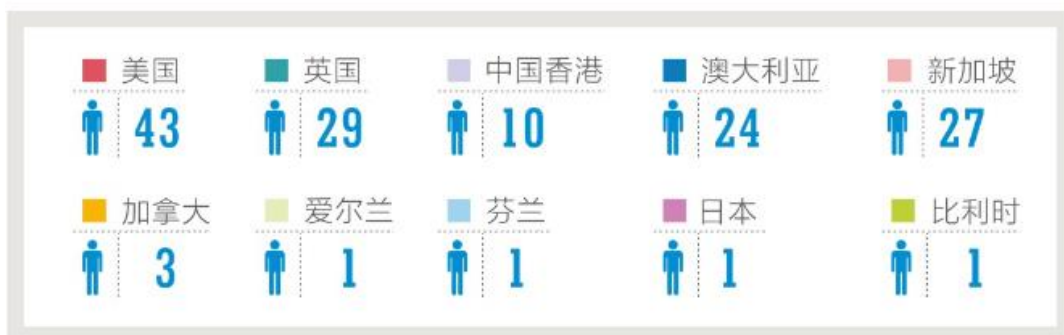 美国 英国 中国香港 澳大利亚 新加坡
43 29 10 24 27
加拿大 爱尔兰 芬兰 日本 比利时
3 1 1 1 1